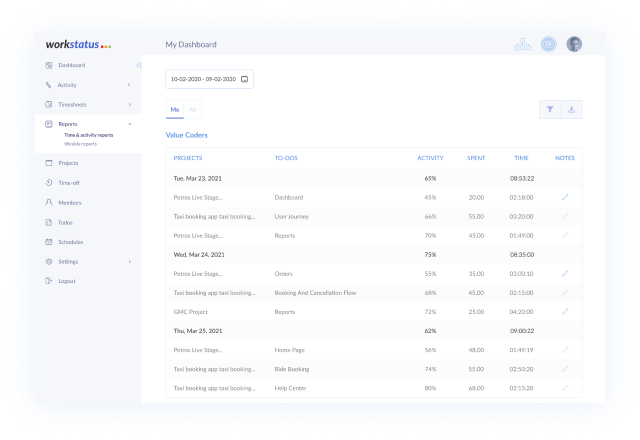 workstatus
My Dashboard
Dashboard
Activity
Timesheets
Reports
Time & activity reports
Weekly reports
Projects
Time-off
Members
Todos
Schedules
Settings
Logout
10-02-2020 - 09-02-2020
Me All
Value Coders
PROJECTS TO-DOS ACTIVITY SPENT TIME NOTES
Tue, Mar 23, 2021 65% 08:53:22
Petros Live Stage... Dashboard 45% 20.00 02:18:00
Taxi booking app taxi booking... User Journey 66% 55.00 03:20:00
Petros Live Stage... Reports 70% 45.00 01:49:00
Wed, Mar 24, 2021 75% 08:35:00
Petros Live Stage... Orders 55% 35.00 03:00:10
Taxi booking app taxi booking... Booking And Cancellation Flow 68% 45.00 02:15:00
GMC Project Reports 72% 25.00 04:20:00
Thu, Mar 25, 2021 62% 09:00:22
Petros Live Stage... Home Page 56% 48.00 01:49:19
Taxi booking app taxi booking... Ride Booking 74% 55.00 02:50:20
Taxi booking app taxi booking... Help Center 80% 68.00 02:15:20